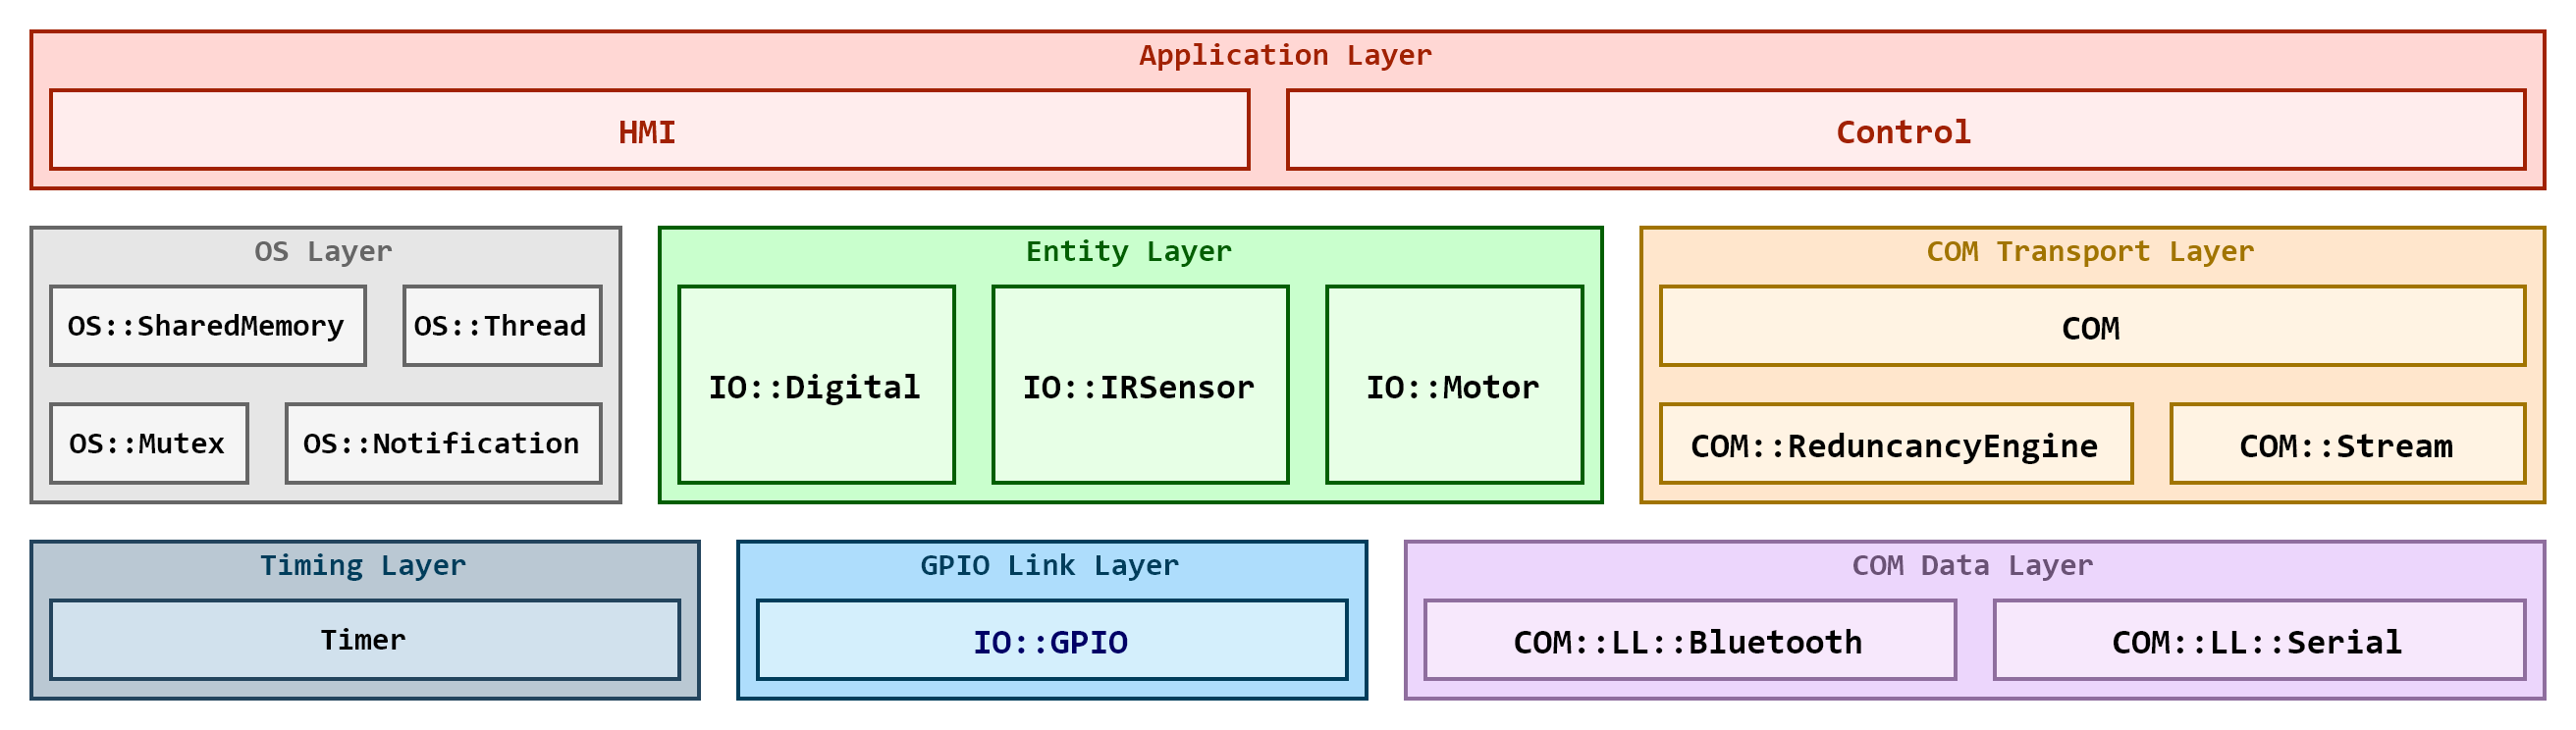 Application Layer
HMI
Control
OS Layer
OS::SharedMemory
OS::Thread
OS::Mutex
OS::Notification
Entity Layer
IO::Digital
IO::IRSensor
IO::Motor
COM Transport Layer
COM
COM::ReduncancyEngine
COM::Stream
Timing Layer
Timer
GPIO Link Layer
IO::GPIO
COM Data Layer
COM::LL::Bluetooth
COM::LL::Serial